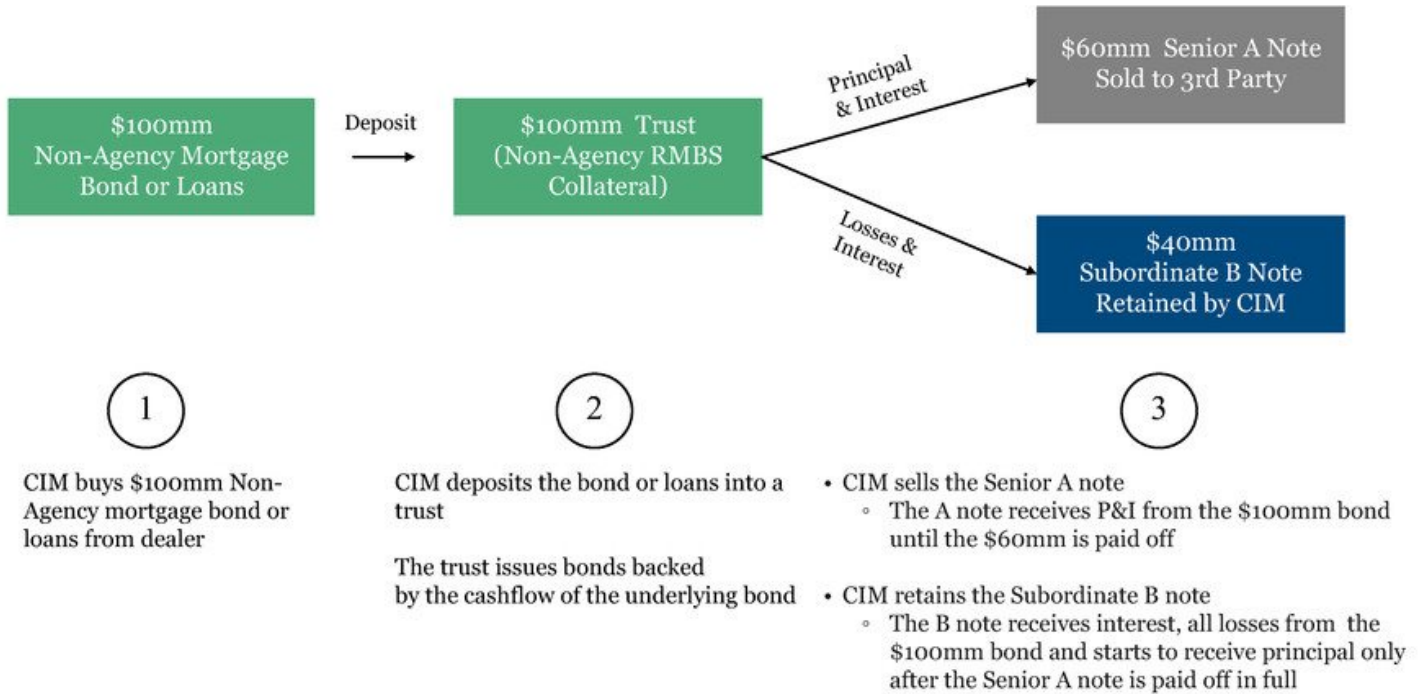 $100mm
Non-Agency Mortgage
Bond or Loans
Deposit
$100mm Trust
(Non-Agency RMBS
Collateral)
Principal
& Interest
Losses &
Interest
$60mm Senior A Note
Sold to 3rd Party
$40mm
Subordinate B Note
Retained by CIM
1
CIM buys $100mm Non-
Agency mortgage bond or
loans from dealer
2
CIM deposits the bond or loans into a
trust
The trust issues bonds backed
by the cashflow of the underlying bond
3
• CIM sells the Senior A note
◦ The A note receives P&I from the $100mm bond
until the $60mm is paid off
• CIM retains the Subordinate B note
◦ The B note receives interest, all losses from the
$100mm bond and starts to receive principal only
after the Senior A note is paid off in full